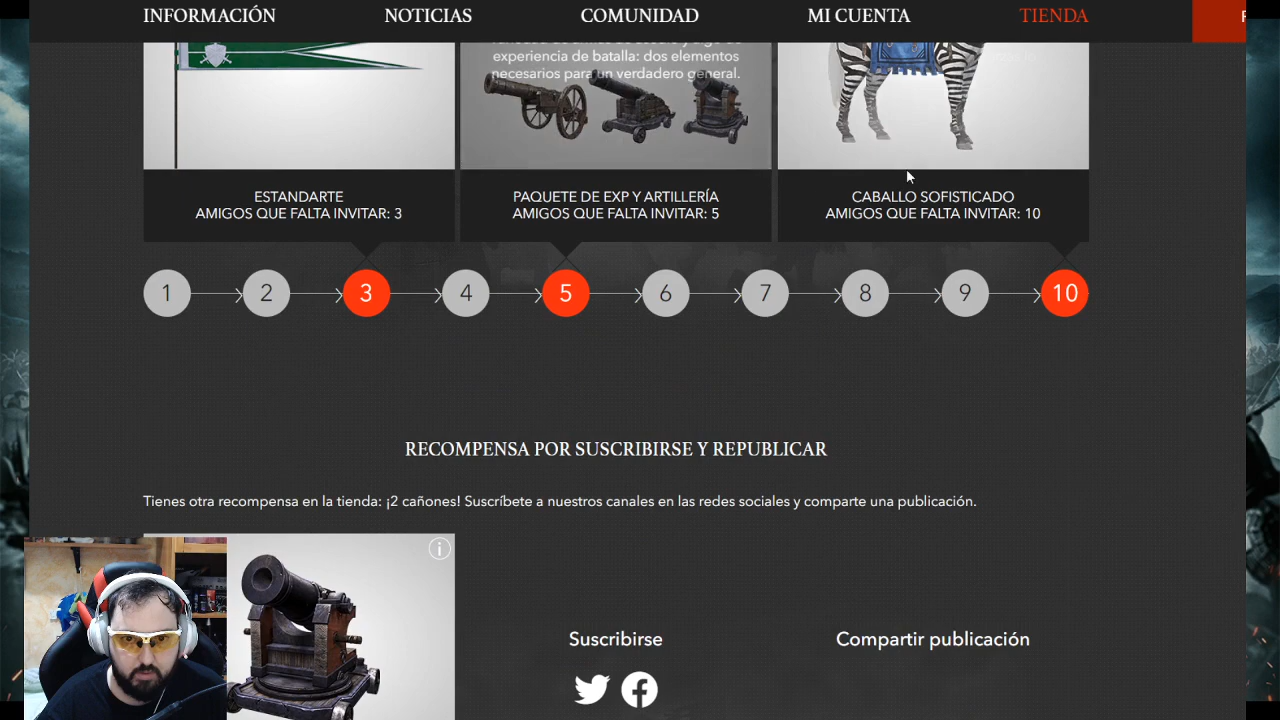 INFORMACIÓN
NOTICIAS
COMUNIDAD
MI CUENTA
TIENDA
experiencia de batalla: dos elementos
necesarios para un verdadero general.
ESTANDARTE
AMIGOS QUE FALTA INVITAR: 3
PAQUETE DE EXP Y ARTILLERÍA
AMIGOS QUE FALTA INVITAR: 5
CABALLO SOFISTICADO
AMIGOS QUE FALTA INVITAR: 10
1
2
3
4
5
6
7
8
9
10
RECOMPENSA POR SUSCRIBIRSE Y REPUBLICAR
Tienes otra recompensa en la tienda: ¡2 cañones! Suscríbete a nuestros canales en las redes sociales y comparte una publicación.
Suscribirse
Compartir publicación